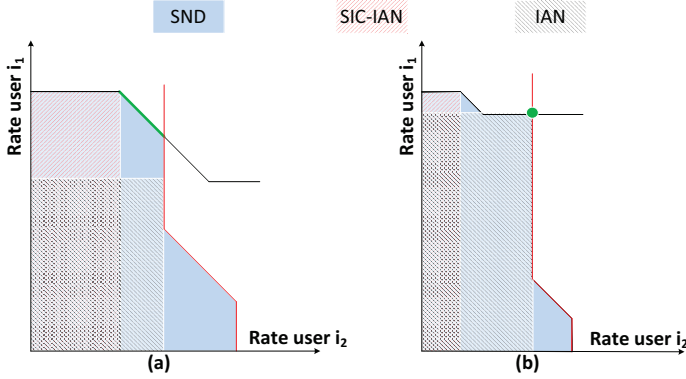 SND SIC-IAN IAN
Rate user i1
Rate user i2
(a)
Rate user i1
Rate user i2
(b)